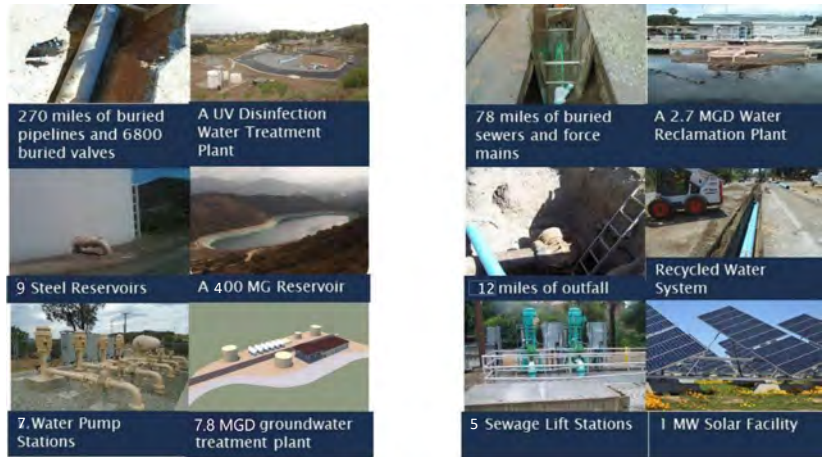 270 miles of buried
pipelines and 6800
buried valves
A UV Disinfection
Water Treatment
Plant
78 miles of buried
sewers and force
mains
A 2.7 MGD Water
Reclamation Plant
9 Steel Reservoirs
A 400 MG Reservoir
12 miles of outfall
Recycled Water
System
7 Water Pump
Stations
7.8 MGD groundwater
treatment plant
5 Sewage Lift Stations
1 MW Solar Facility